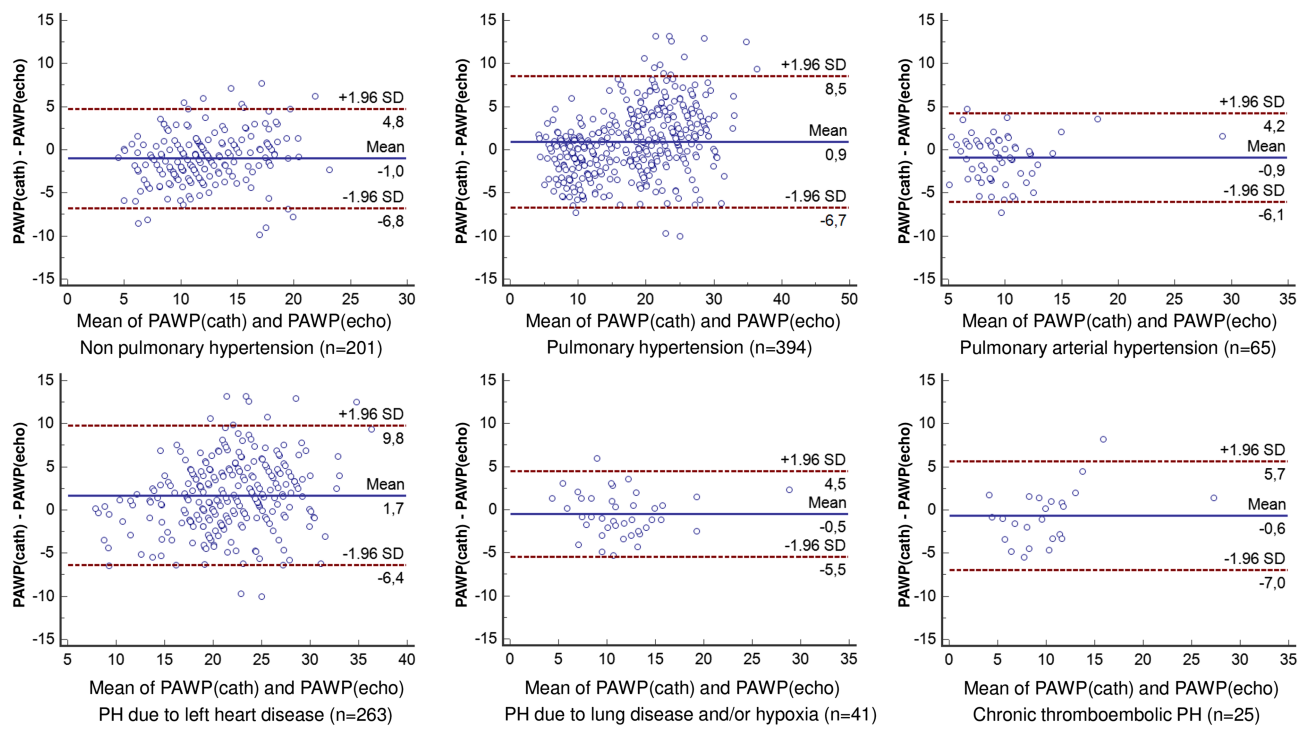 15
10
5
0
-5
-10
-15
PAWP(cath) - PAWP(echo)
+1.96 SD
4,8
Mean
-1,0
-1.96 SD
-6,8
0 5 10 15 20 25 30
Mean of PAWP(cath) and PAWP(echo)
Non pulmonary hypertension (n=201)
15
10
5
0
-5
-10
-15
PAWP(cath) - PAWP(echo)
+1.96 SD
8,5
Mean
0,9
-1.96 SD
-6,7
0 10 20 30 40 50
Mean of PAWP(cath) and PAWP(echo)
Pulmonary hypertension (n=394)
15
10
5
0
-5
-10
-15
PAWP(cath) - PAWP(echo)
+1.96 SD
4,2
Mean
-0,9
-1.96 SD
-6,1
5 10 15 20 25 30 35
Mean of PAWP(cath) and PAWP(echo)
Pulmonary arterial hypertension (n=65)
15
10
5
0
-5
-10
-15
PAWP(cath) - PAWP(echo)
+1.96 SD
9,8
Mean
1,7
-1.96 SD
-6,4
5 10 15 20 25 30 35 40
Mean of PAWP(cath) and PAWP(echo)
PH due to left heart disease (n=263)
15
10
5
0
-5
-10
-15
PAWP(cath) - PAWP(echo)
+1.96 SD
4,5
Mean
-0,5
-1.96 SD
-5,5
0 5 10 15 20 25 30 35
Mean of PAWP(cath) and PAWP(echo)
PH due to lung disease and/or hypoxia (n=41)
15
10
5
0
-5
-10
-15
PAWP(cath) - PAWP(echo)
+1.96 SD
5,7
Mean
-0,6
-1.96 SD
-7,0
0 5 10 15 20 25 30 35
Mean of PAWP(cath) and PAWP(echo)
Chronic thromboembolic PH (n=25)